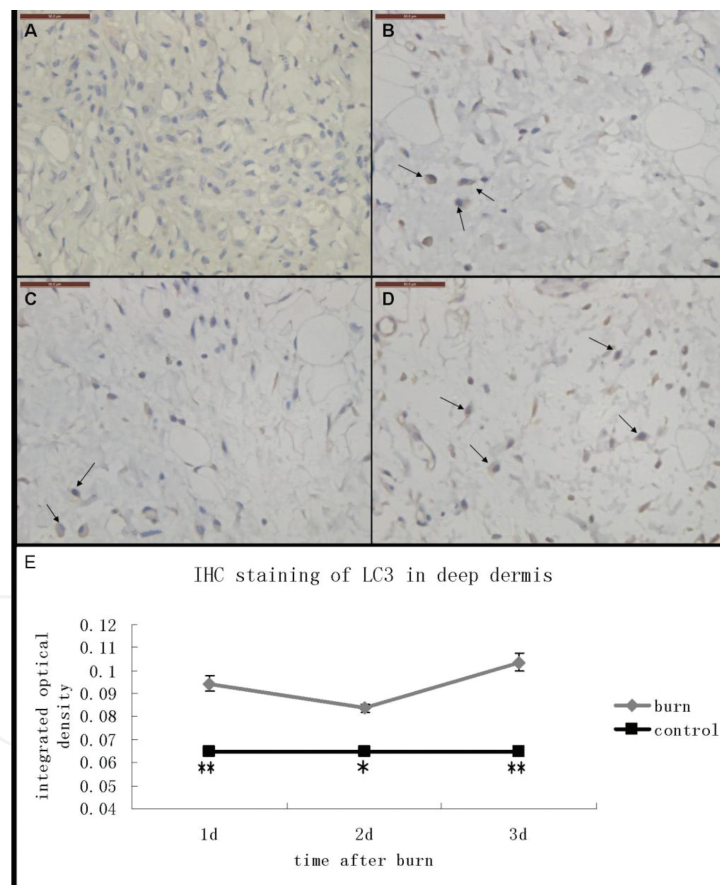 A
B
C
D
E
IHC staining of LC3 in deep dermis
0.12
0.11
0.1
0.09
0.08
0.07
0.06
0.05
0.04
integrated optical
density
burn
control
** * **
1d 2d 3d
time after burn